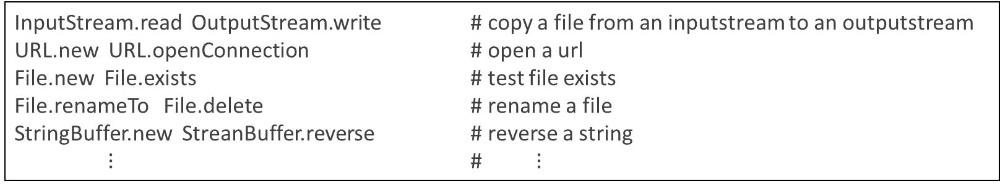 InputStream.read OutputStream.write # copy a file from an inputstream to an outputstream
URL.new URL.openConnection # open a url
File.new File.exists # test file exists
File.renameTo File.delete # rename a file
StringBuffer.new StreanBuffer.reverse # reverse a string
⋮ # ⋮